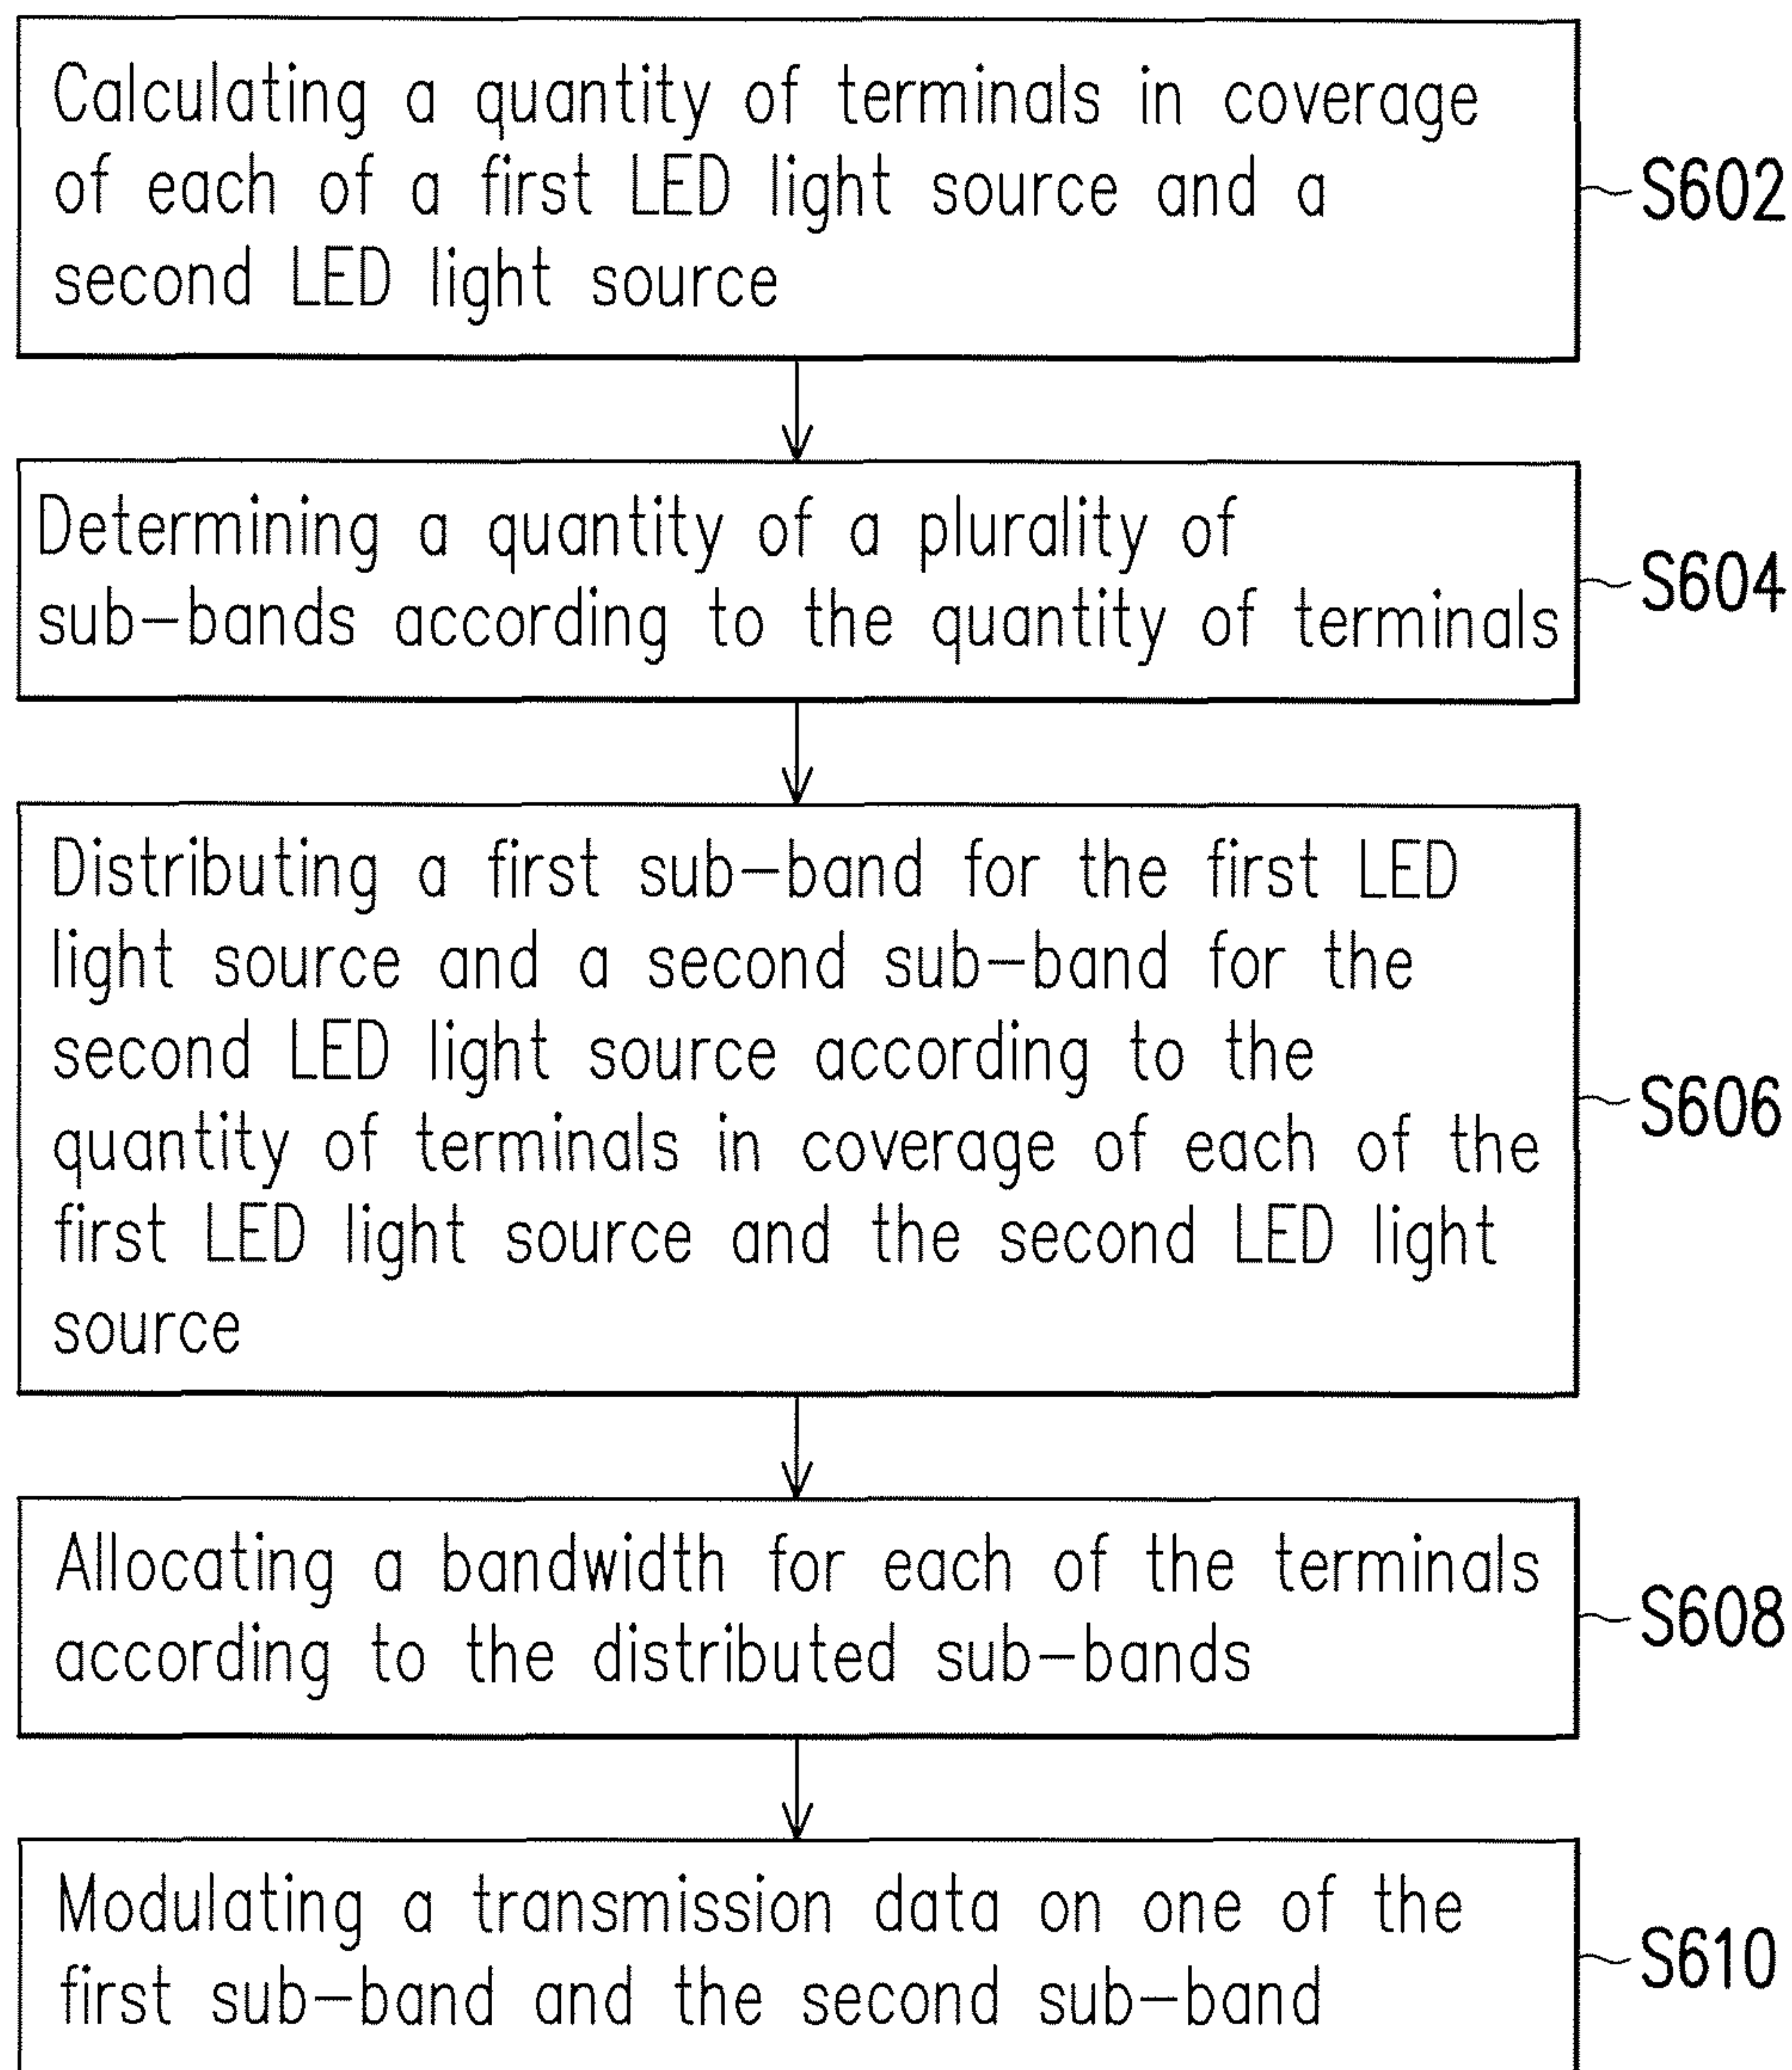 Calculating a quantity of terminals in coverage
of each of a first LED light source and a
second LED light source
S602
Determining a quantity of a plurality of
sub-bands according to the quantity of terminals
S604
Distributing a first sub-band for the first LED
light source and a second sub-band for the
second LED light source according to the
quantity of terminals in coverage of each of the
first LED light source and the second LED light
source
S606
Allocating a bandwidth for each of the terminals
according to the distributed sub-bands
S608
Modulating a transmission data on one of the
first sub-band and the second sub-band
S610